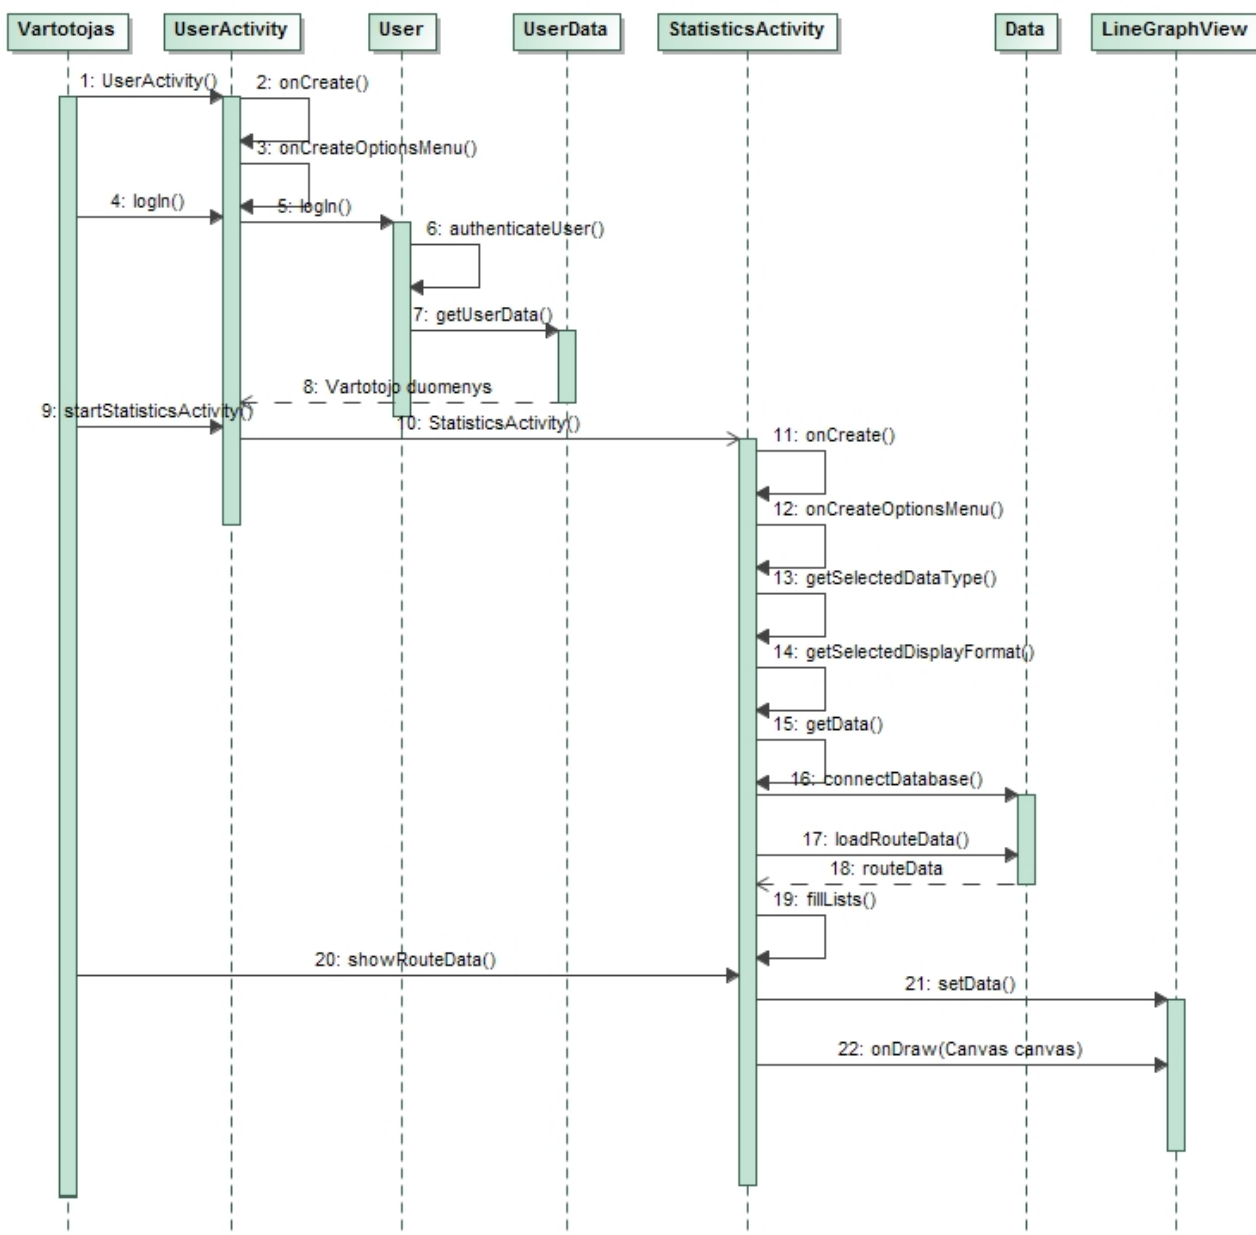 Vartotojas
UserActivity
User
UserData
StatisticsActivity
Data
LineGraphView
1: UserActivity()
2: onCreate()
3: onCreateOptionsMenu()
4: logIn()
5: logIn()
6: authenticateUser()
7: getUserData()
8: Vartotojo duomenys
9: startStatisticsActivity()
10: StatisticsActivity()
11: onCreate()
12: onCreateOptionsMenu()
13: getSelectedDataType()
14: getSelectedDisplayFormat()
15: getData()
16: connectDatabase()
17: loadRouteData()
18: routeData
19: fillLists()
20: showRouteData()
21: setData()
22: onDraw(Canvas canvas)